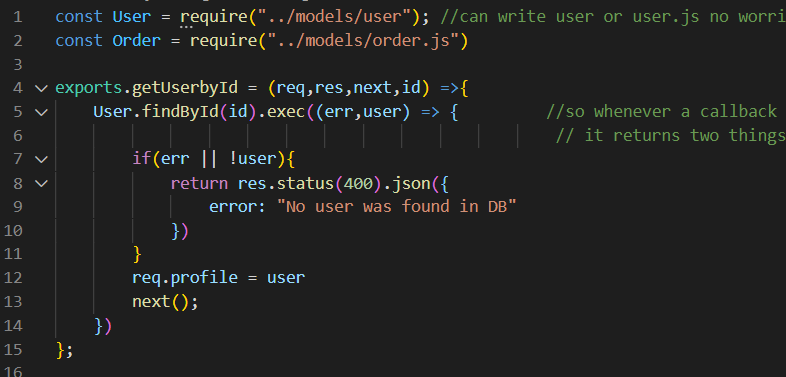 1 const User = require("../models/user"); //can write user or user.js no worri
2 const Order = require("../models/order.js")
3
4 exports.getUserbyId = (req,res,next,id) =>{
5 User.findById(id).exec((err,user) => { //so whenever a callback
6 // it returns two things
7 if(err || !user){
8 return res.status(400).json({
9 error: "No user was found in DB"
10 })
11 }
12 req.profile = user
13 next();
14 })
15 };
16